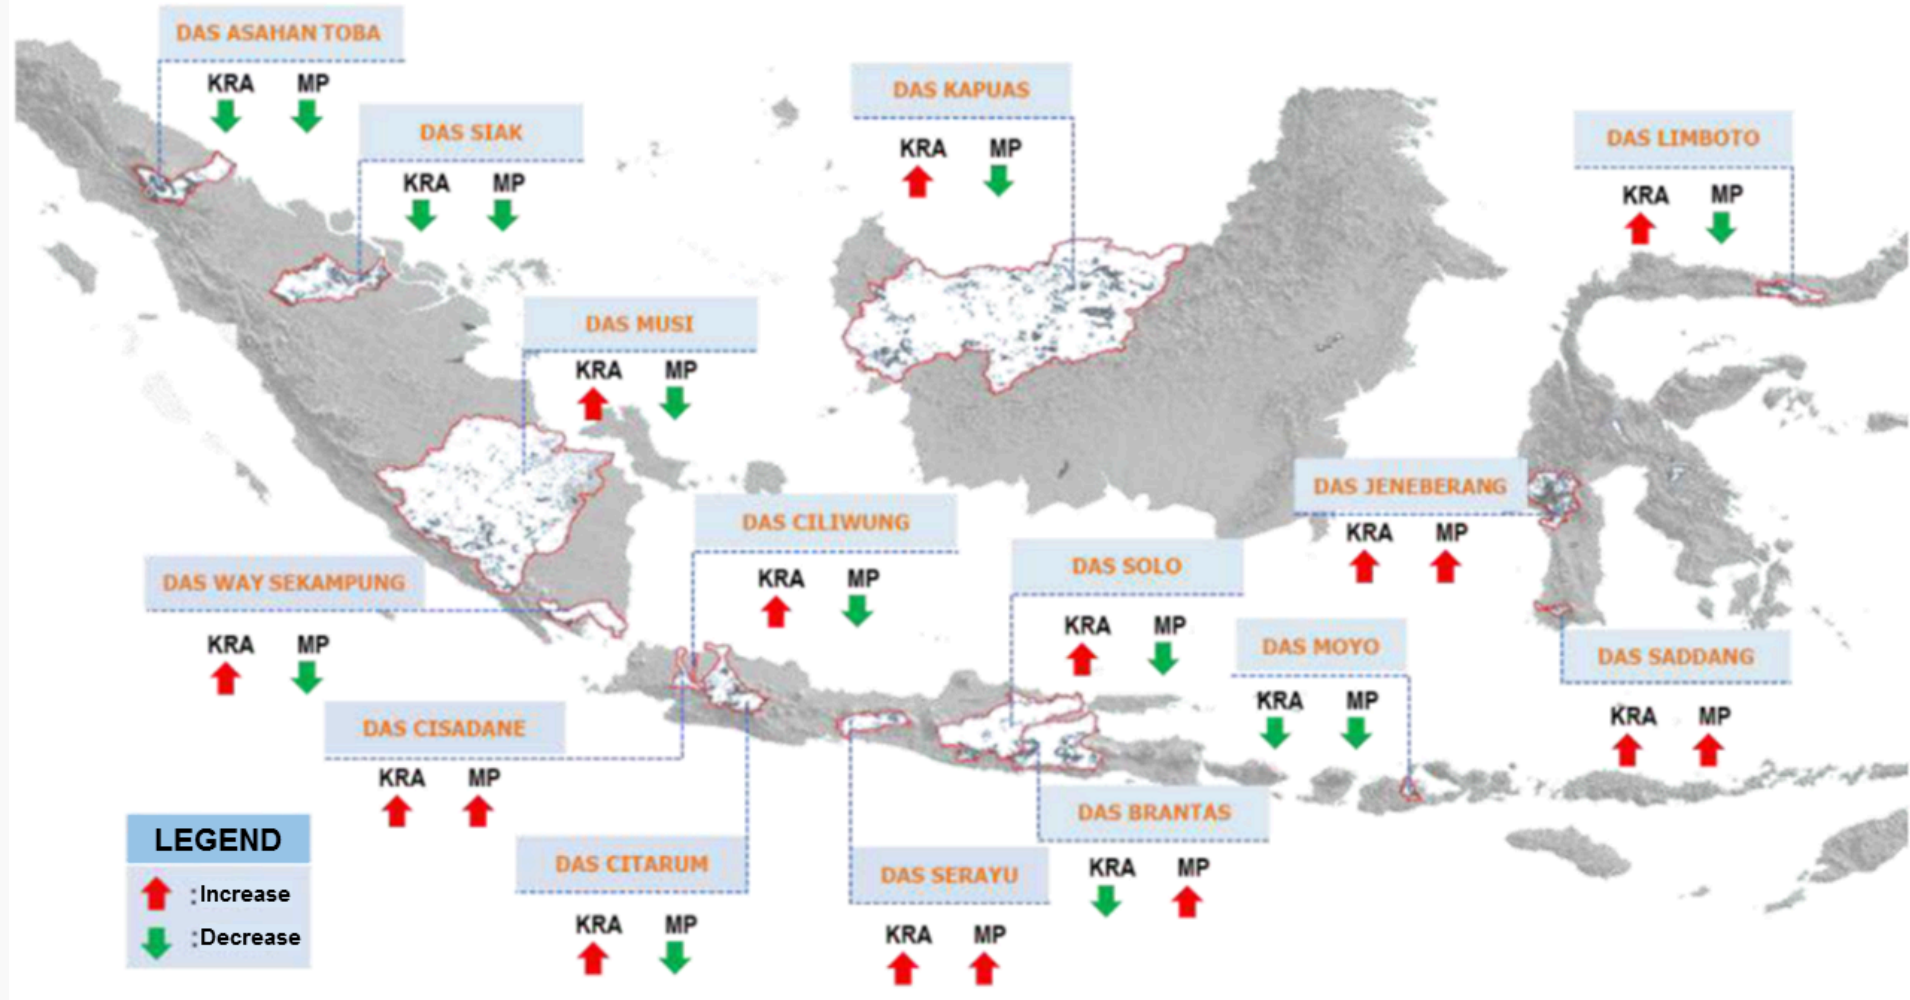 DAS ASAHAN TOBA
KRA MP
DAS SIAK
KRA MP
DAS MUSI
KRA MP
DAS KAPUAS
KRA MP
DAS LIMBOTO
KRA MP
DAS WAY SEKAMPUNG
KRA MP
DAS CILIWUNG
KRA MP
DAS SOLO
KRA MP
DAS JENEBERANG
KRA MP
DAS MOYO
KRA MP
DAS SADDANG
KRA MP
DAS CISADANE
KRA MP
DAS CITARUM
KRA MP
DAS SERAYU
KRA MP
DAS BRANTAS
KRA MP
LEGEND
:Increase
:Decrease